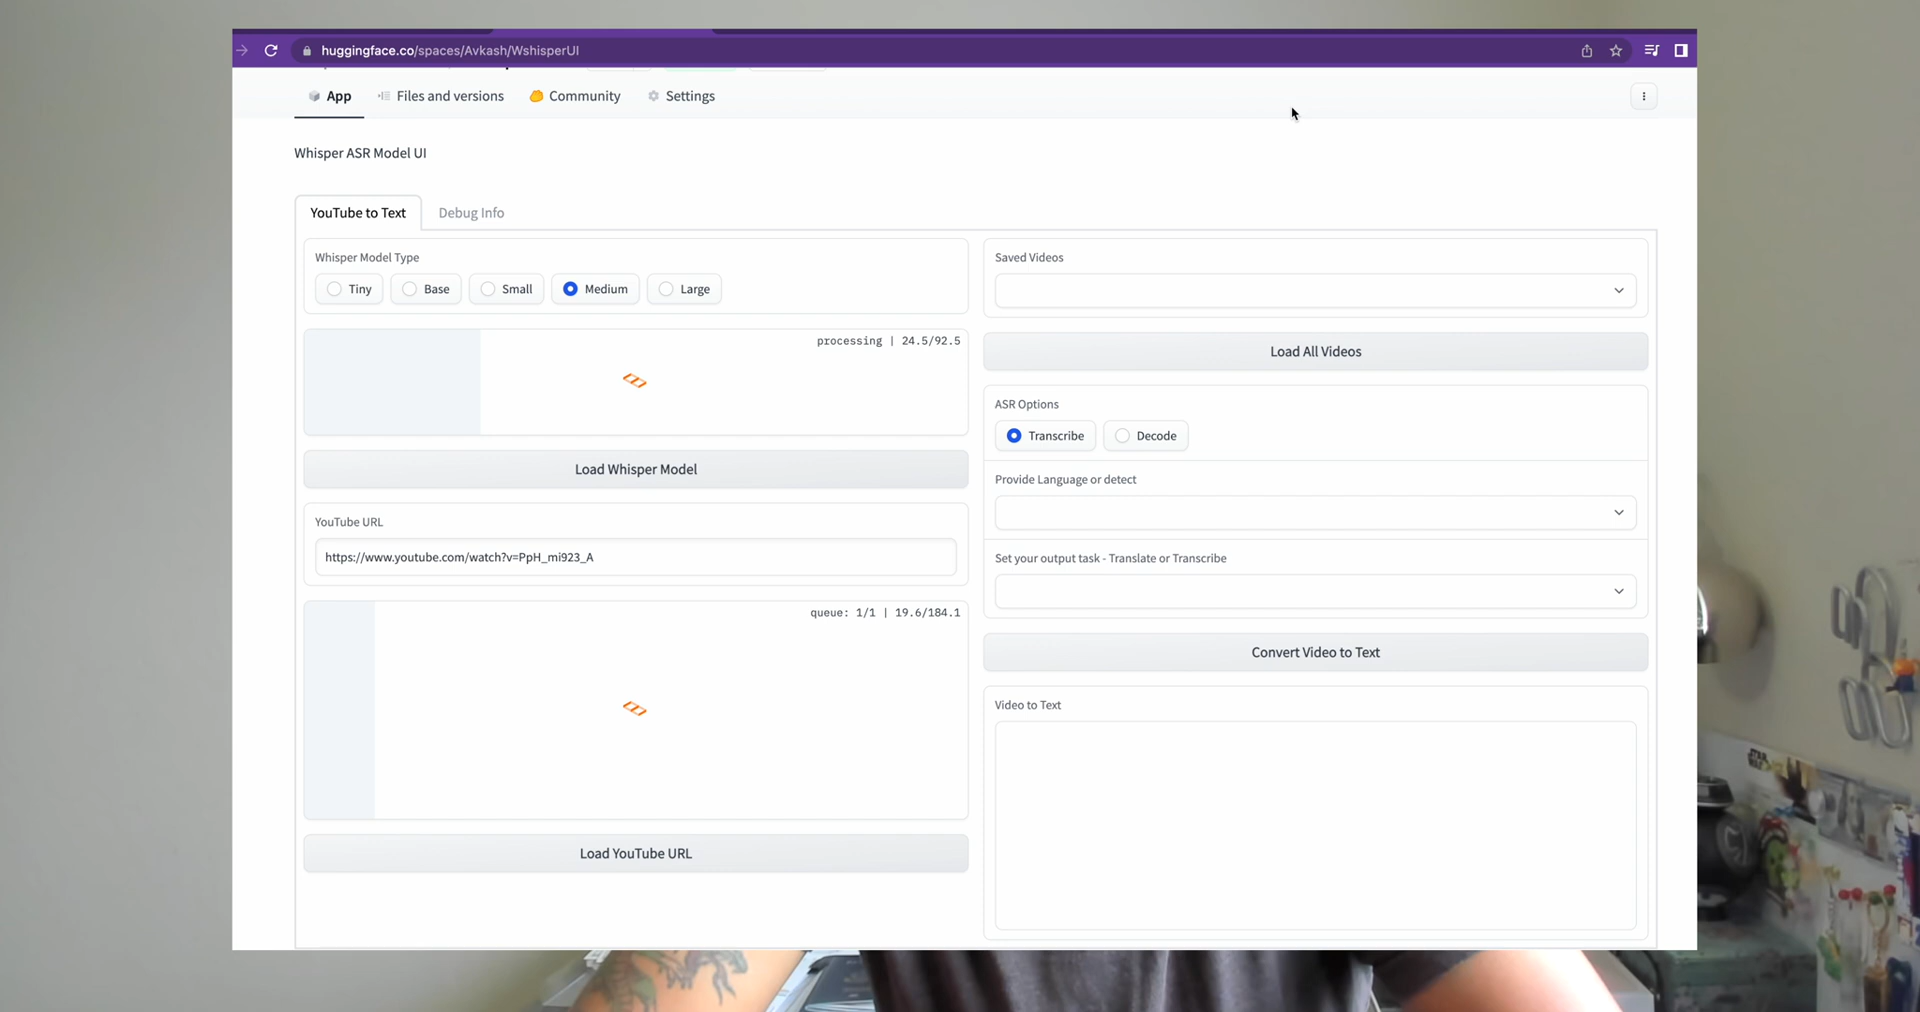 huggingface.co/spaces/Avkash/WshisperUI
App
Files and versions
Community
Settings
Whisper ASR Model UI
YouTube to Text
Debug Info
Whisper Model Type
Tiny
Base
Small
Medium
Large
processing | 24.5/92.5
Load Whisper Model
YouTube URL
https://www.youtube.com/watch?v=PpH_mi923_A
queue: 1/1 | 19.6/184.1
Load YouTube URL
Saved Videos
Load All Videos
ASR Options
Transcribe
Decode
Provide Language or detect
Set your output task - Translate or Transcribe
Convert Video to Text
Video to Text
STAR